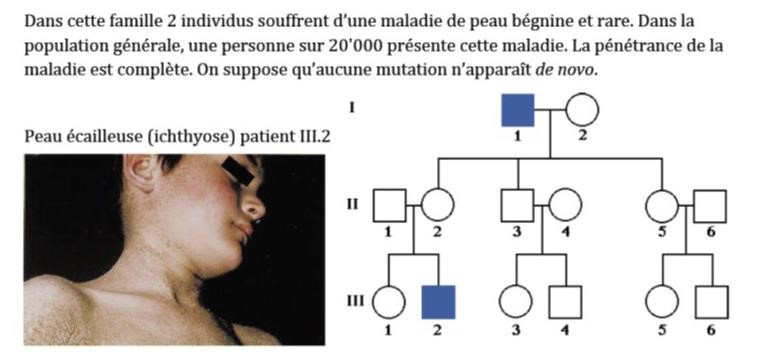 Dans cette famille 2 individus souffrent d'une maladie de peau bégnine et rare. Dans la
population générale, une personne sur 20'000 présente cette maladie. La pénétrance de la
maladie est complète. On suppose qu'aucune mutation n'apparaît de novo.
I
1 2
Peau écailleuse (ichthyose) patient III.2
II
1 2 3 4 5 6
III
1 2 3 4 5 6